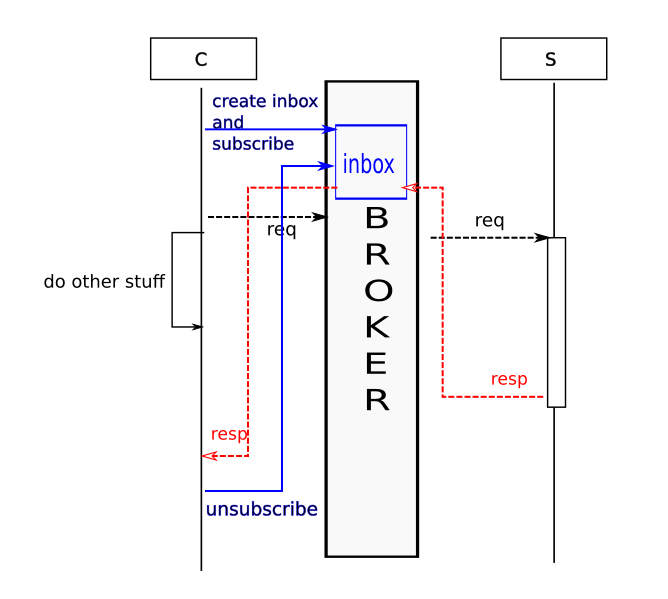 c
s
create inbox
and
subscribe
inbox
req
req
do other stuff
B
R
O
K
E
R
resp
resp
unsubscribe